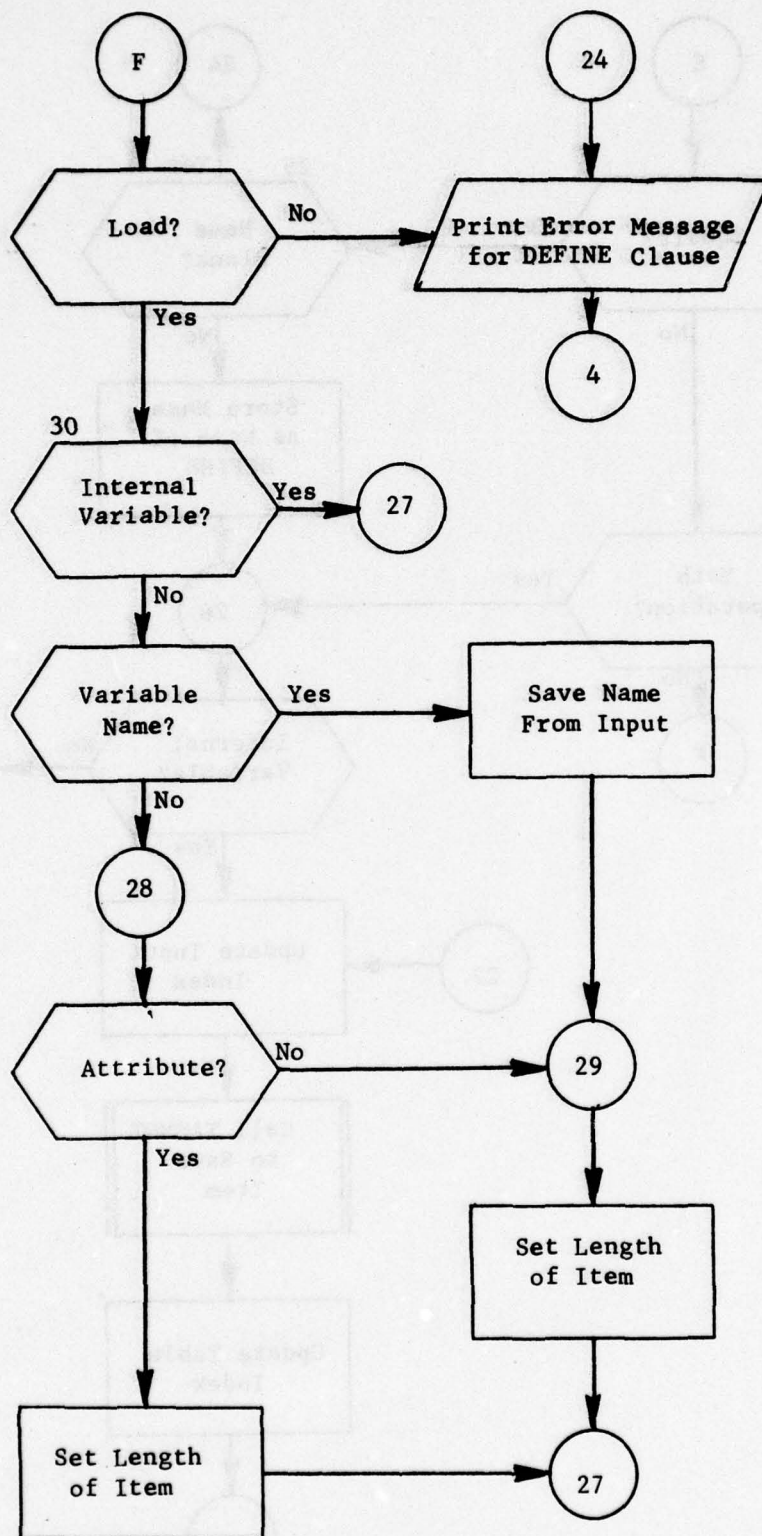 F
24
Load?
No
Print Error Message
for DEFINE Clause
Yes
4
30
Internal
Variable?
Yes
27
No
Variable
Name?
Yes
Save Name
From Input
No
28
Attribute?
No
29
Yes
Set Length
of Item
Set Length
of Item
27